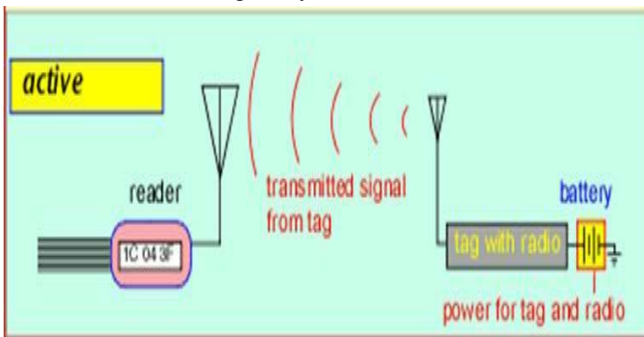 active
reader
transmitted signal
from tag
battery
1C 04 3F
tag with radio
power for tag and radio